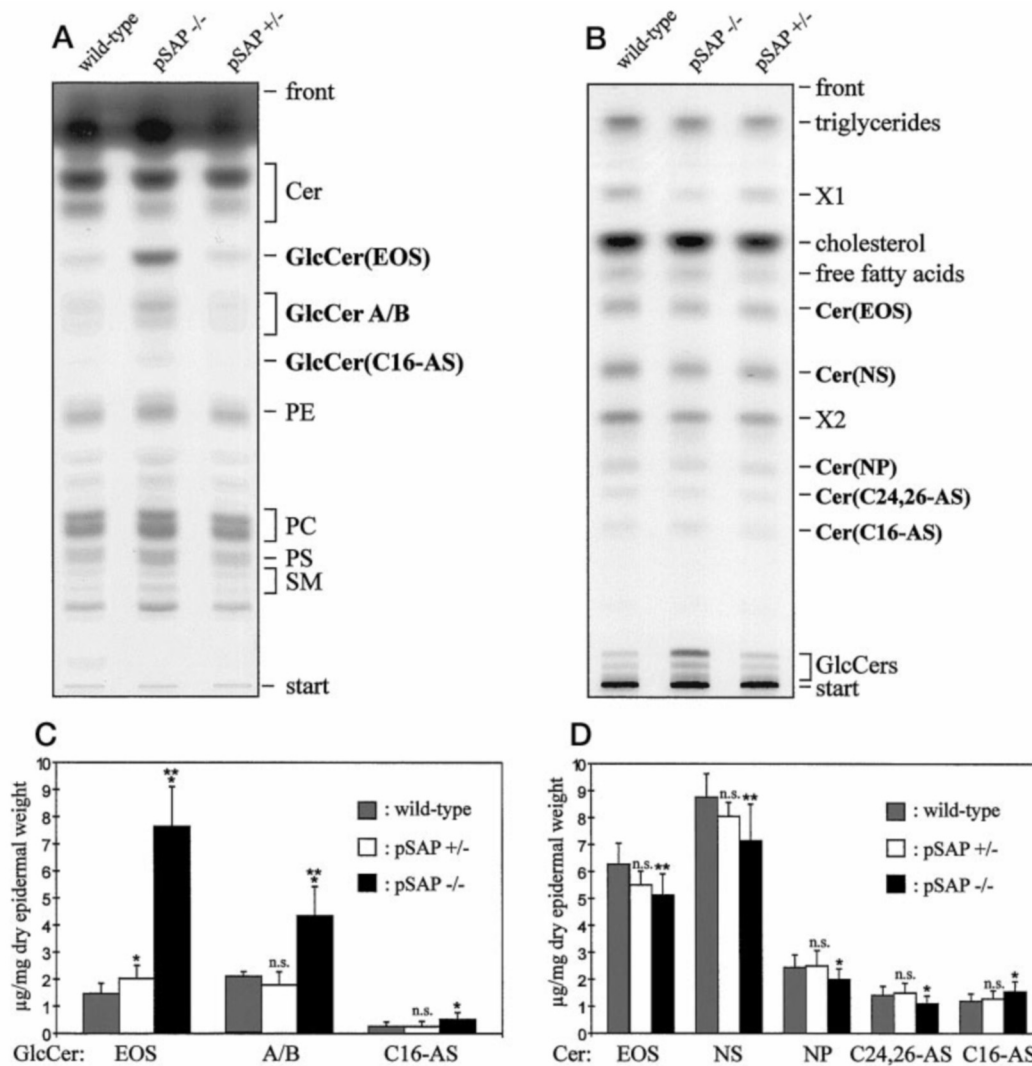 A
wild-type
pSAP -/-
pSAP +/-
front
Cer
GlcCer(EOS)
GlcCer A/B
GlcCer(C16-AS)
PE
PC
PS
SM
start
B
wild-type
pSAP -/-
pSAP +/-
front
triglycerides
X1
cholesterol
free fatty acids
Cer(EOS)
Cer(NS)
X2
Cer(NP)
Cer(C24,26-AS)
Cer(C16-AS)
GlcCers
start
C
µg/mg dry epidermal weight
10
9
8
7
6
5
4
3
2
1
0
: wild-type
: pSAP +/-
: pSAP -/-
*
**
*
n.s.
**
*
n.s.
*
GlcCer: EOS A/B C16-AS
D
µg/mg dry epidermal weight
10
9
8
7
6
5
4
3
2
1
0
: wild-type
: pSAP +/-
: pSAP -/-
n.s. **
n.s. **
n.s. *
n.s. *
n.s. *
Cer: EOS NS NP C24,26-AS C16-AS